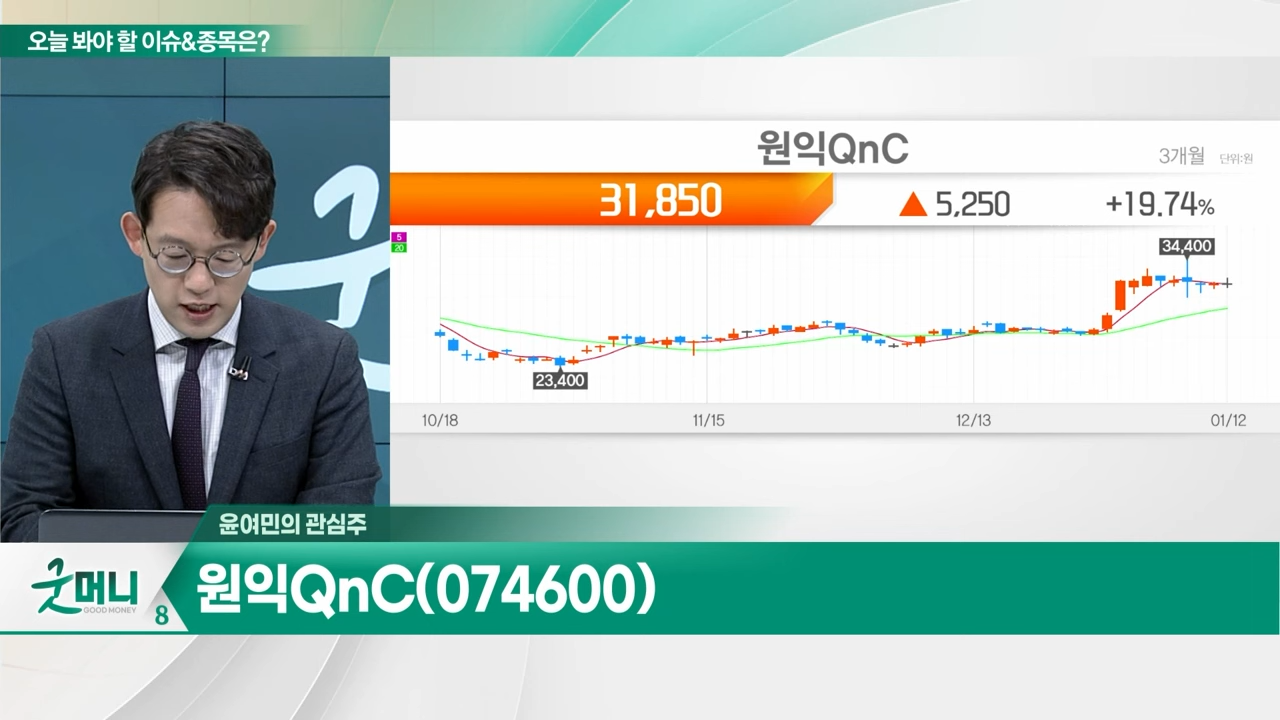 오늘 봐야 할 이슈&종목은?
원익QnC
3개월 단위:원
31,850 ▲ 5,250 +19.74%
5
20
34,400
23,400
10/18 11/15 12/13 01/12
윤여민의 관심주
굿머니
GOOD MONEY
8
원익QnC(074600)